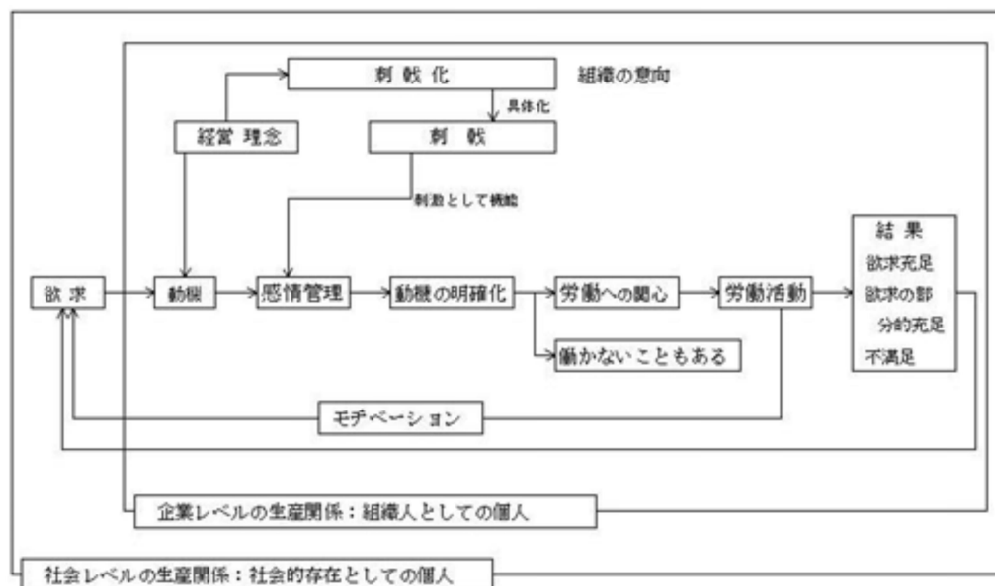 刺戟化
組織の意向
具体化
経営理念
刺戟
刺激として機能
結果
欲求充足
欲求の部
分的充足
不満足
欲求
動機
感情管理
動機の明確化
労働への関心
労働活動
働かないこともある
モチベーション
企業レベルの生産関係：組織人としての個人
社会レベルの生産関係：社会的存在としての個人